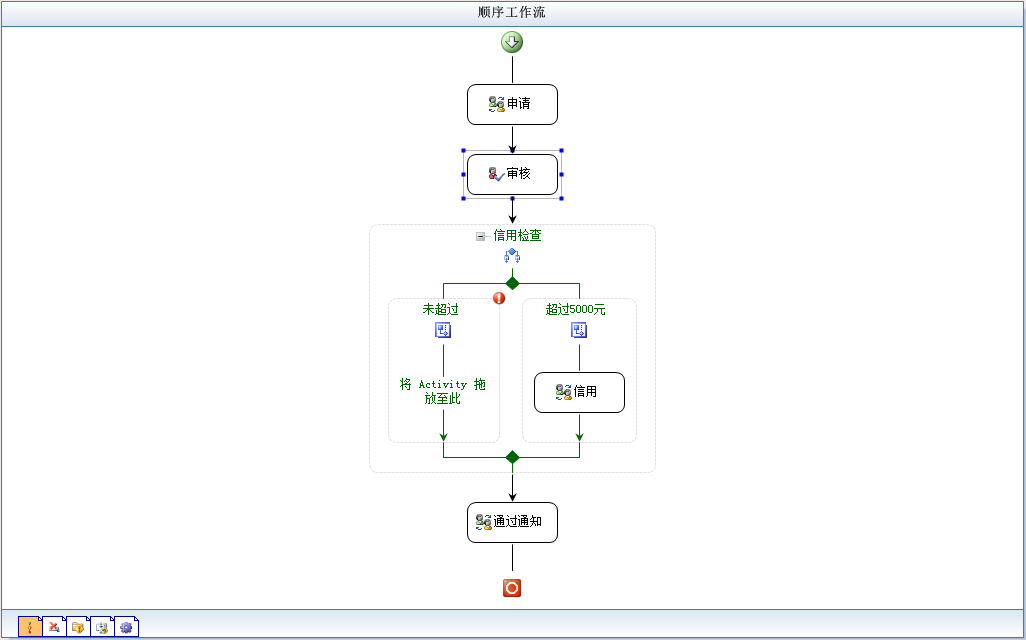 顺序工作流
申请
审核
信用检查
未超过
超过5000元
将 Activity 拖
放至此
信用
通过通知